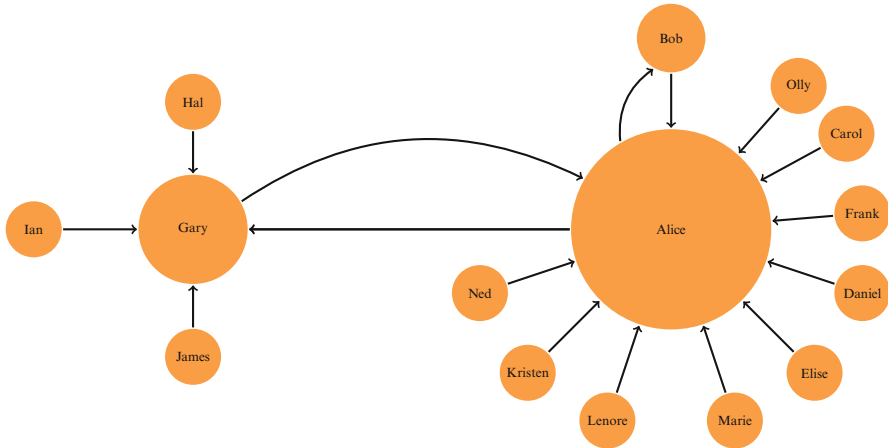 Bob
Olly
Hal
Carol
Frank
Ian
Gary
Alice
Ned
Daniel
James
Kristen
Elise
Lenore
Marie